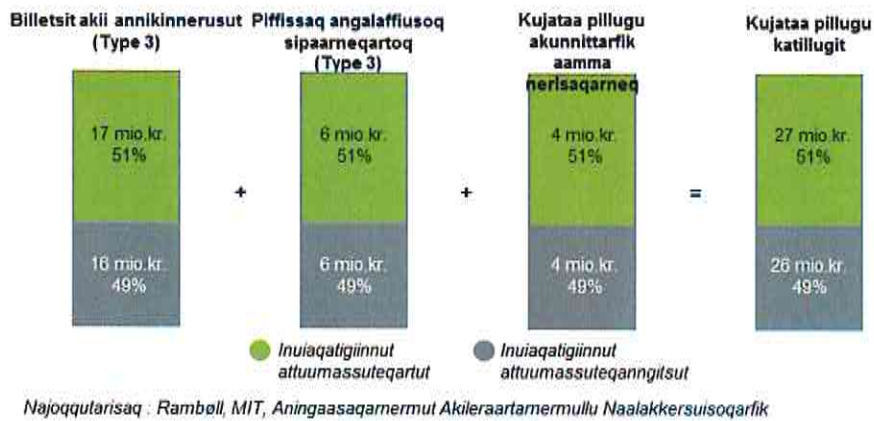 Billetsit akii annikinnerusut
(Type 3)
Piffissaq angalaffiusoq
sipaarneqartoq
(Type 3)
Kujataa pillugu
akunnittarfik
aamma
nerisaqarneq
Kujataa pillugu
katillugit
17 mio.kr.
51%
6 mio.kr.
51%
4 mio.kr.
51%
27 mio.kr.
51%
+
+
=
16 mio.kr.
49%
6 mio.kr.
49%
4 mio.kr.
49%
26 mio.kr.
49%
Inuiaqatigiinnut
attuumassuteqartut
Inuiaqatigiinnut
attuumassuteqanngitsut
Najoqqutarisaq : Rambøll, MIT, Aningaasaqarnermut Akileraartarnermullu Naalakkersuisoqarfik